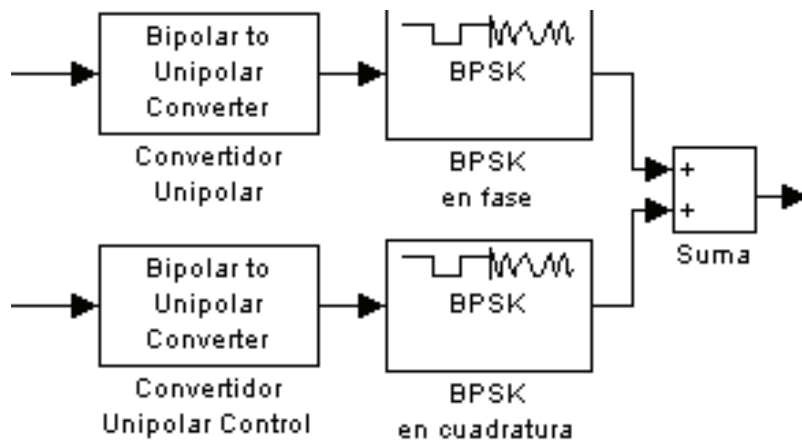 Bipolar to
Unipolar
Converter
Convertidor
Unipolar
BPSK
BPSK
en fase
+
+
Suma
Bipolar to
Unipolar
Converter
Convertidor
Unipolar Control
BPSK
BPSK
en cuadratura